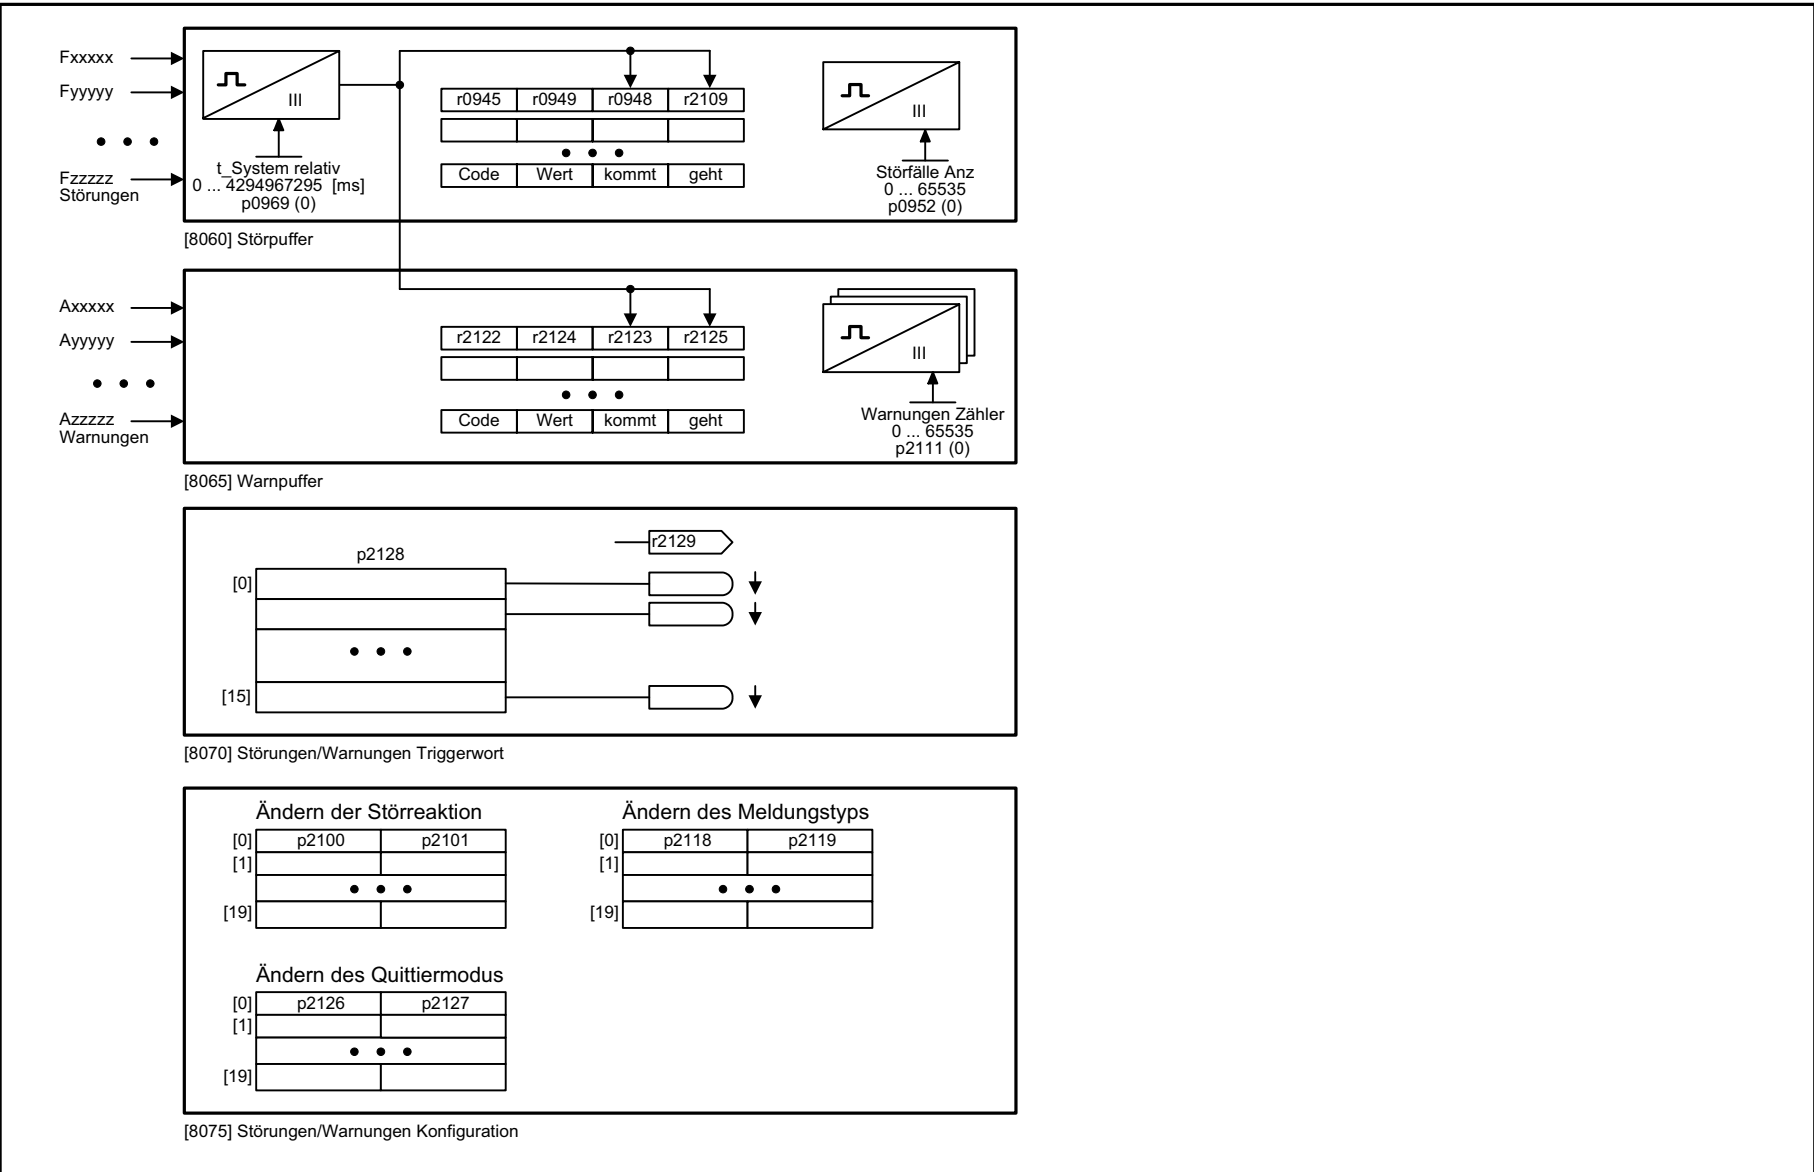 Fxxxxx
Fyyyyy
Fzzzzz
Störungen
III
t_System relativ
0 ... 4294967295 [ms]
p0969 (0)
r0945 r0949 r0948 r2109
Code Wert kommt geht
III
Störfälle Anz
0 ... 65535
p0952 (0)
[8060] Störpuffer
Axxxxx
Ayyyyy
Azzzzz
Warnungen
r2122 r2124 r2123 r2125
Code Wert kommt geht
III
Warnungen Zähler
0 ... 65535
p2111 (0)
[8065] Warnpuffer
p2128
r2129
[0]
[15]
[8070] Störungen/Warnungen Triggerwort
Ändern der Störreaktion
[0] p2100 p2101
[1]
[19]
Ändern des Meldungstyps
[0] p2118 p2119
[1]
[19]
Ändern des Quittiermodus
[0] p2126 p2127
[1]
[19]
[8075] Störungen/Warnungen Konfiguration